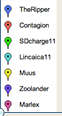 TheRipper
Contagion
SDcharge11
Lincaica11
Muus
Zoolander
Marlex